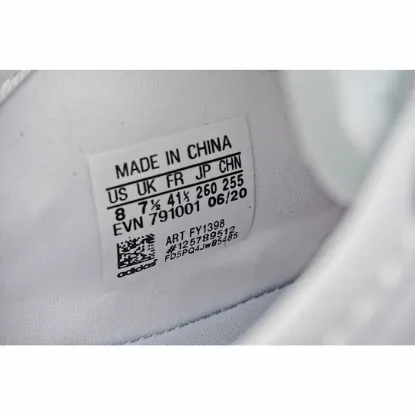 MADE IN CHINA
US UK FR JP CHN
8 7½ 41⅓ 260 255
EVN 791001 06/20
ART FY1398
#125789512
FD5PQ4JW85485
adidas